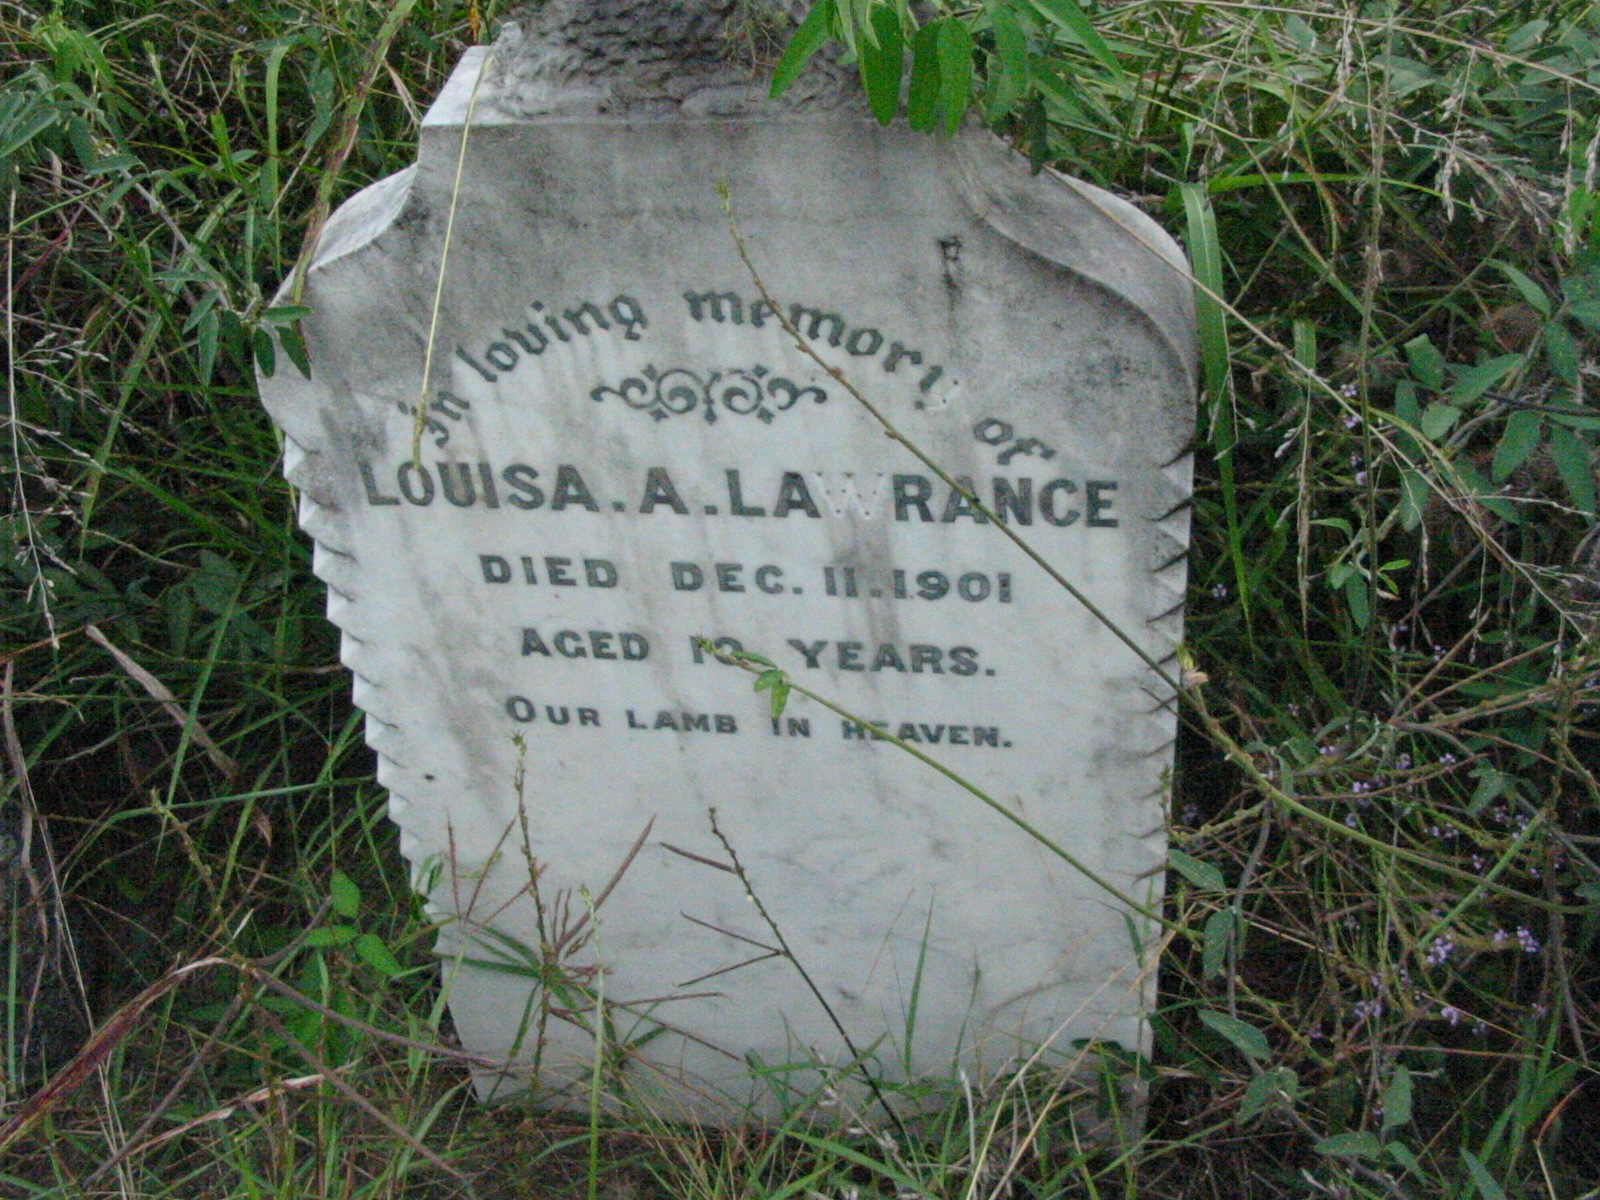 In loving memory of
LOUISA.A.LAWRANCE
DIED DEC. 11.1901
AGED 10 YEARS.
OUR LAMB IN HEAVEN.